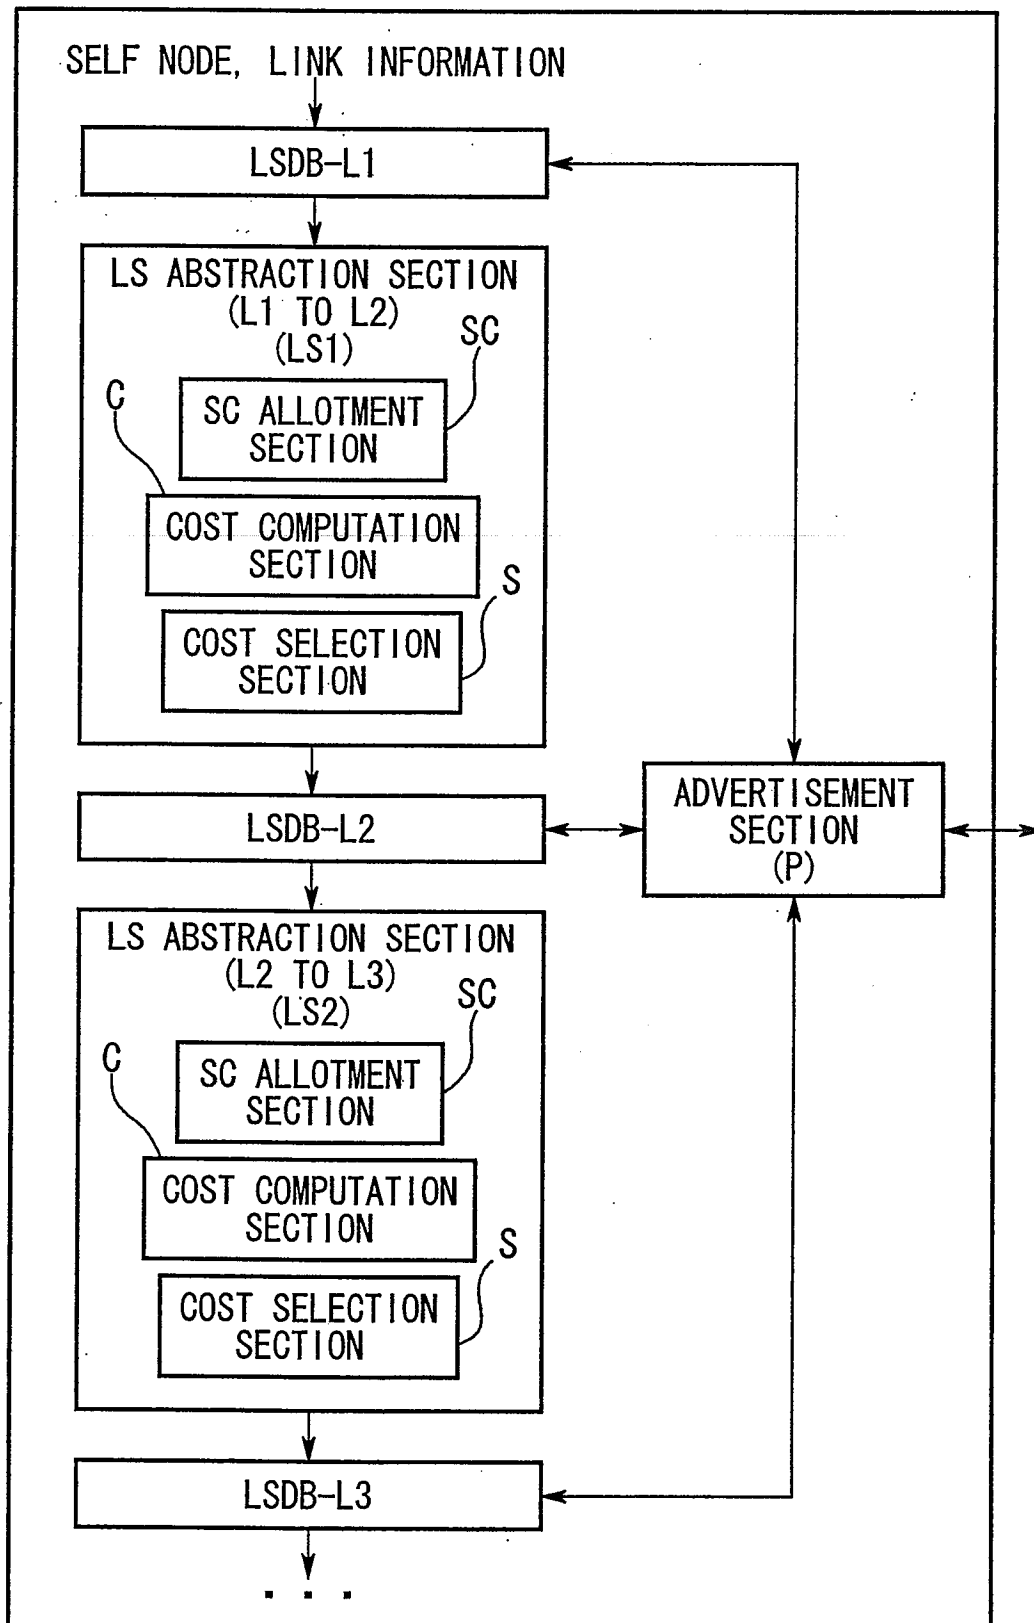 SELF NODE, LINK INFORMATION
LSDB-L1
LS ABSTRACTION SECTION
(L1 TO L2)
(LS1)
SC
C
SC ALLOTMENT
SECTION
COST COMPUTATION
SECTION
S
COST SELECTION
SECTION
LSDB-L2
ADVERTISEMENT
SECTION
(P)
LS ABSTRACTION SECTION
(L2 TO L3)
(LS2)
SC
C
SC ALLOTMENT
SECTION
COST COMPUTATION
SECTION
S
COST SELECTION
SECTION
LSDB-L3
. . .